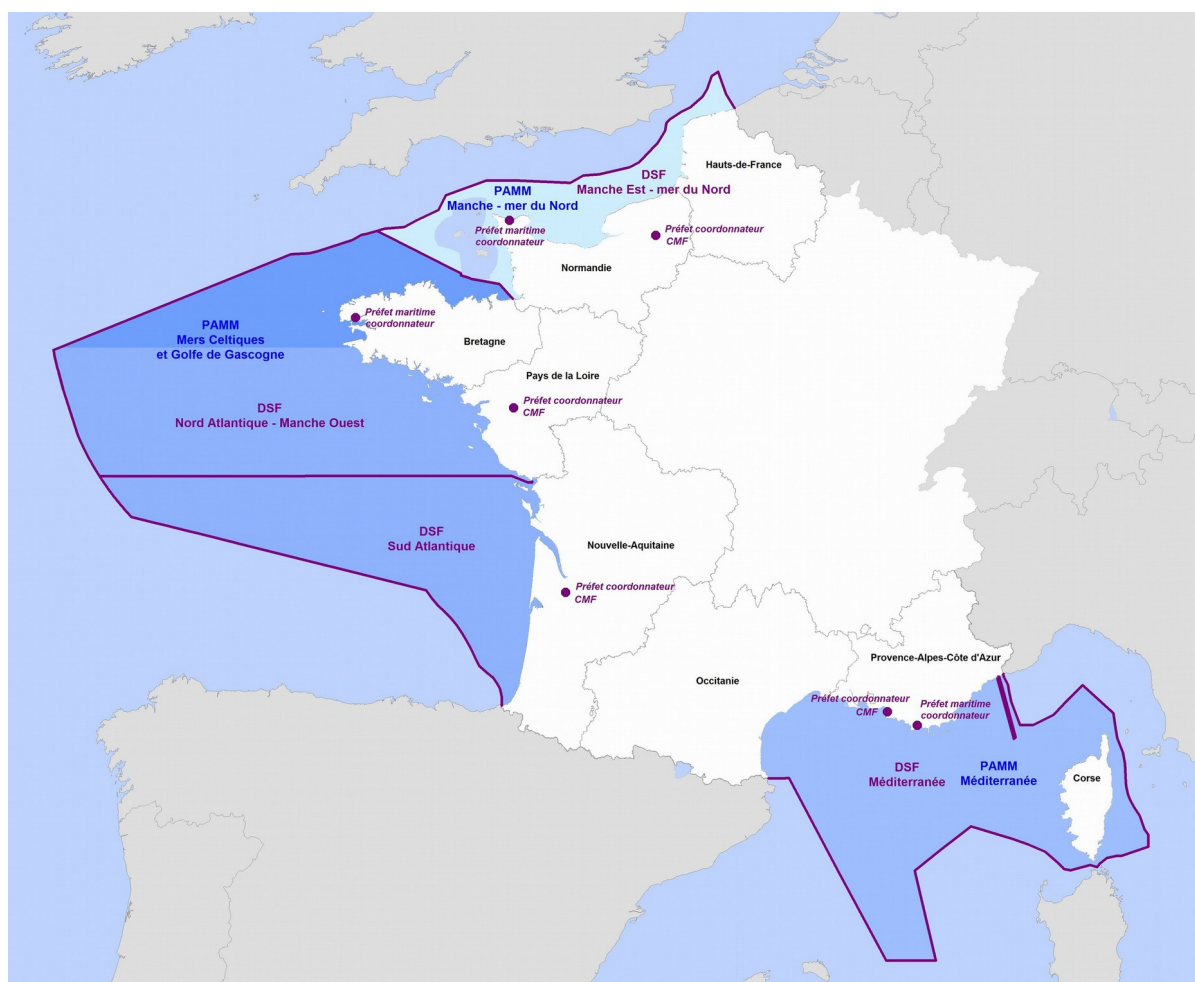 Hauts-de-France
DSF
Manche Est - mer du Nord
PAMM
Manche - mer du Nord
Préfet maritime
coordonnateur
Préfet coordonnateur
CMF
Normandie
Préfet maritime
coordonnateur
Bretagne
PAMM
Mers Celtiques
et Golfe de Gascogne
Pays de la Loire
Préfet coordonnateur
CMF
DSF
Nord Atlantique - Manche Ouest
DSF
Sud Atlantique
Nouvelle-Aquitaine
Préfet coordonnateur
CMF
Occitanie
Provence-Alpes-Côte d'Azur
Préfet coordonnateur
CMF
Préfet maritime
coordonnateur
DSF
Méditerranée
PAMM
Méditerranée
Corse